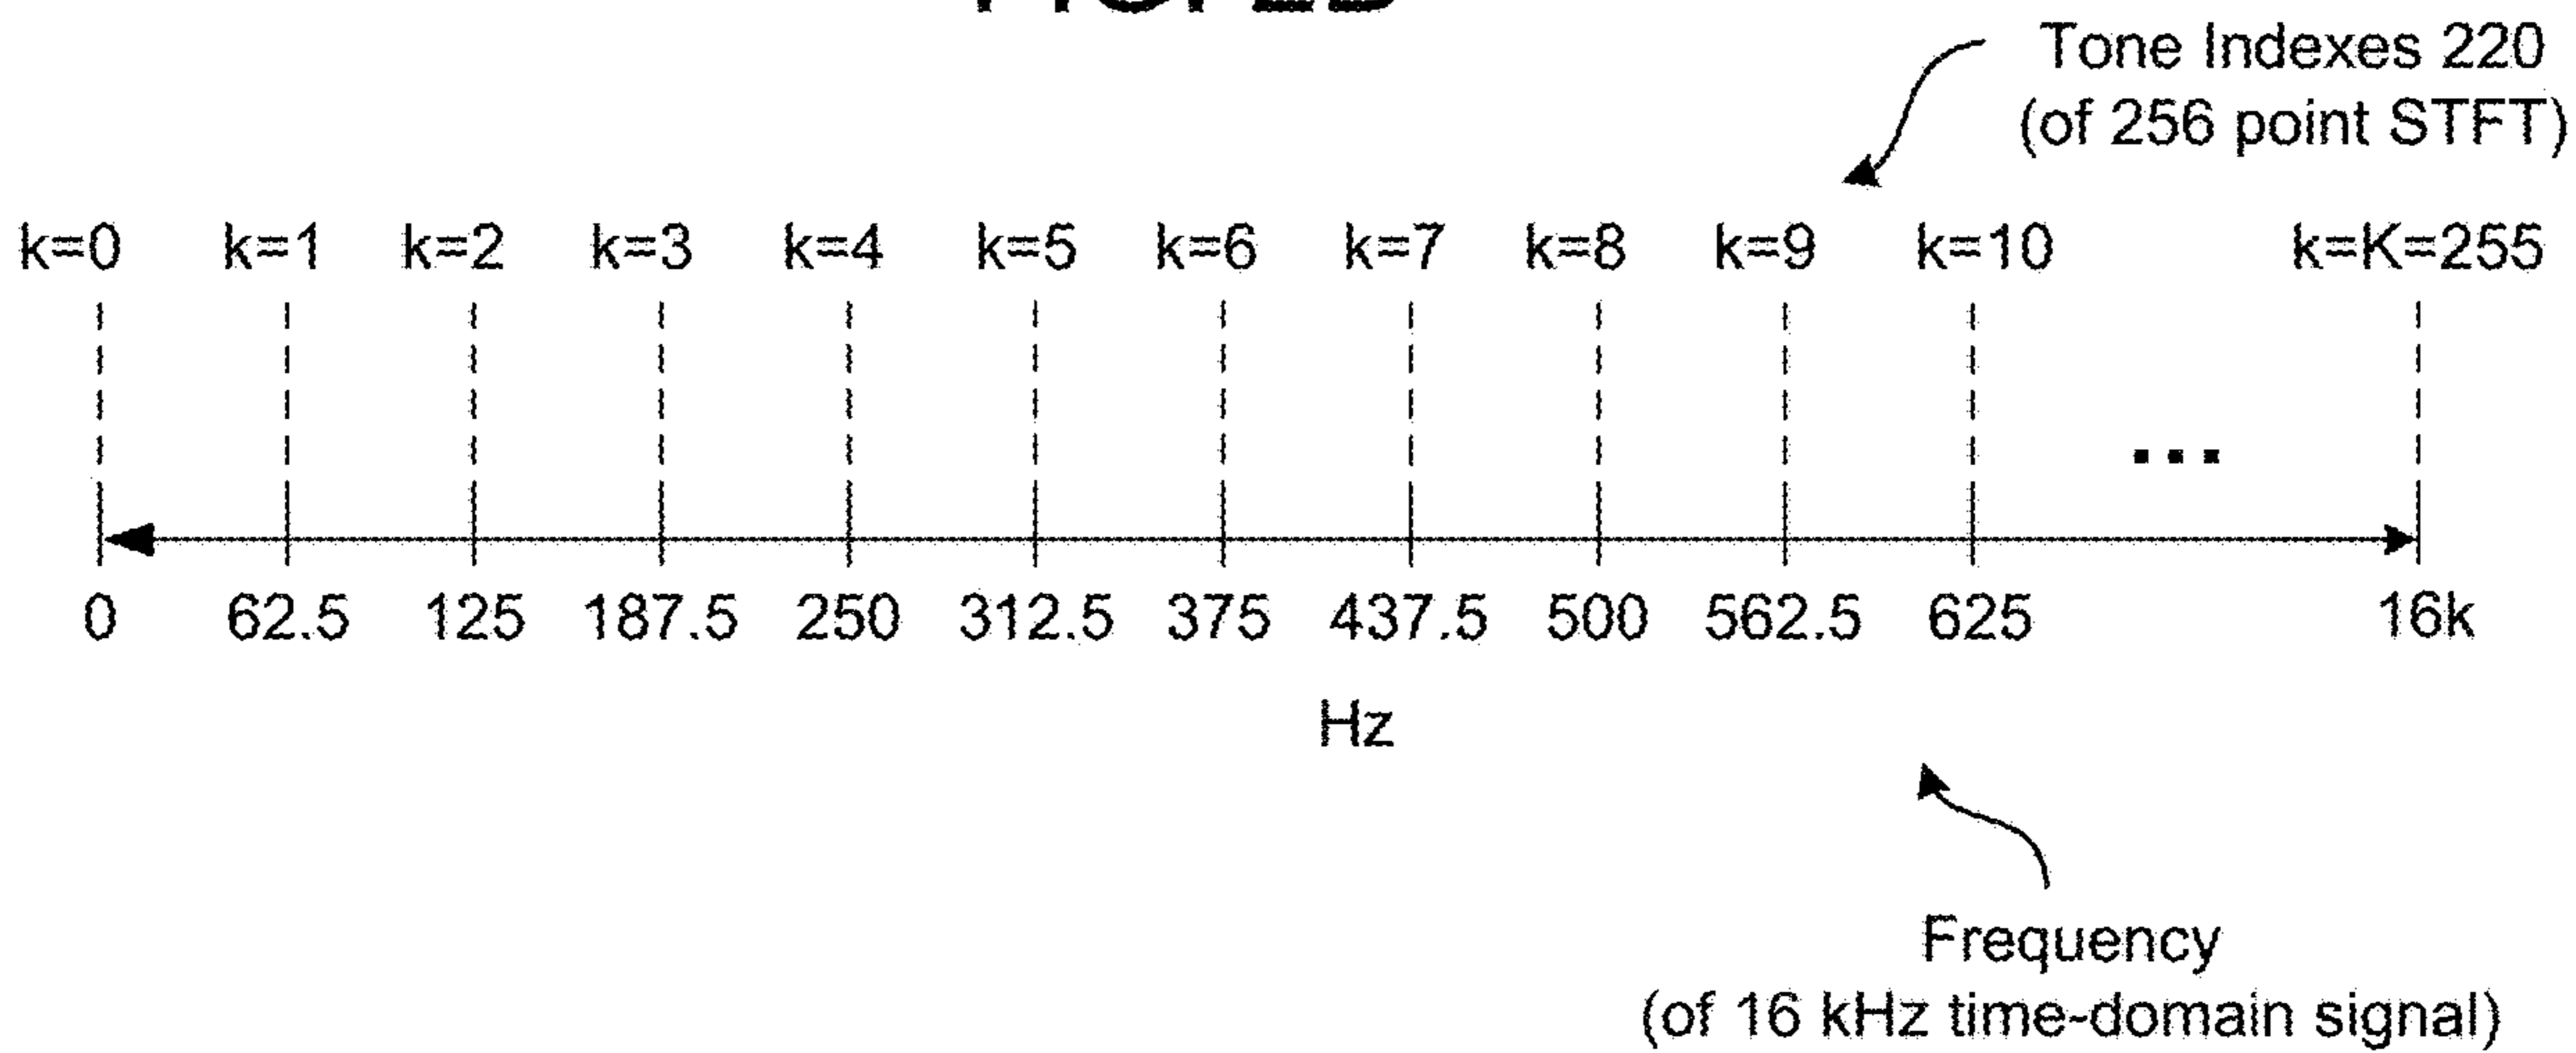 Tone Indexes 220
(of 256 point STFT)
k=0 k=1 k=2 k=3 k=4 k=5 k=6 k=7 k=8 k=9 k=10 k=K=255
...
0 62.5 125 187.5 250 312.5 375 437.5 500 562.5 625 16k
Hz
Frequency
(of 16 kHz time-domain signal)